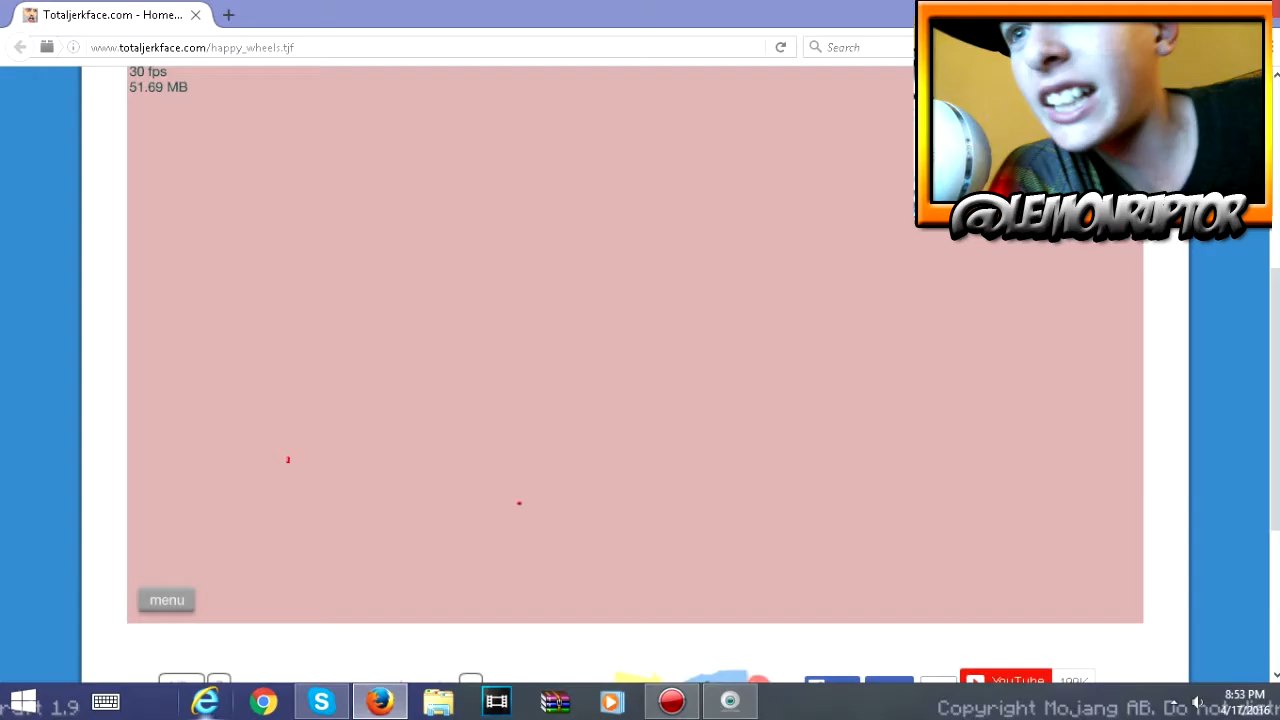 Totaljerkface.com - Home...
www.totaljerkface.com/happy_wheels.tjf
Search
30 fps
51.69 MB
@LEMONRAPTOR
menu
YouTube
8:53 PM
4/17/2016
1.9
Copyright Mojang AB. Do not